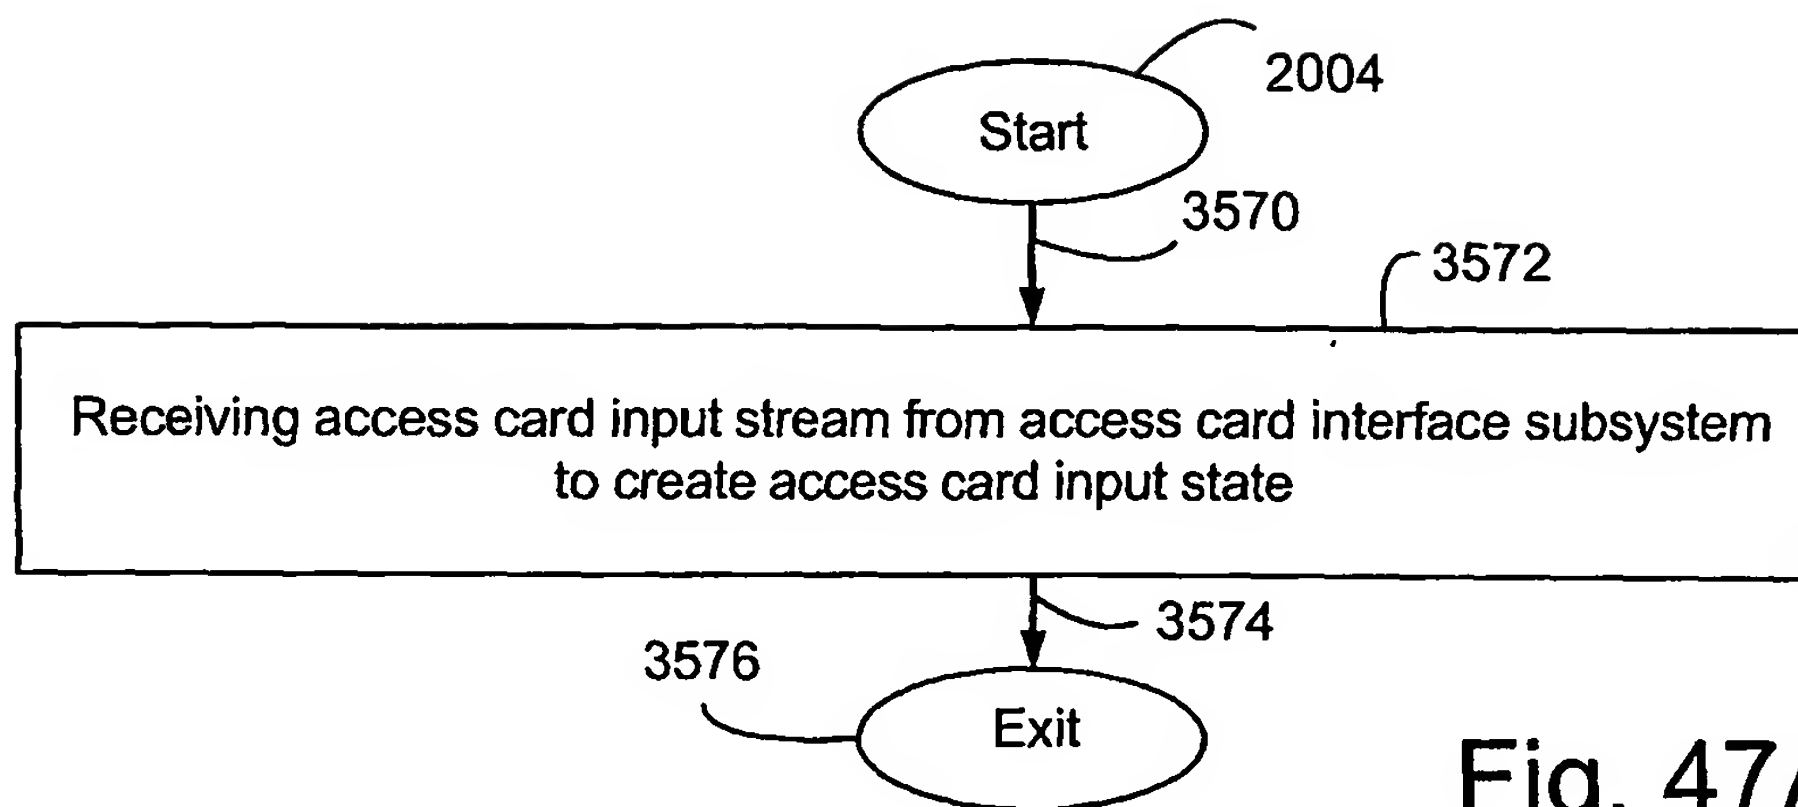 2004
Start
3570
3572
Receiving access card input stream from access card interface subsystem
to create access card input state
3574
3576
Exit
Fig. 47